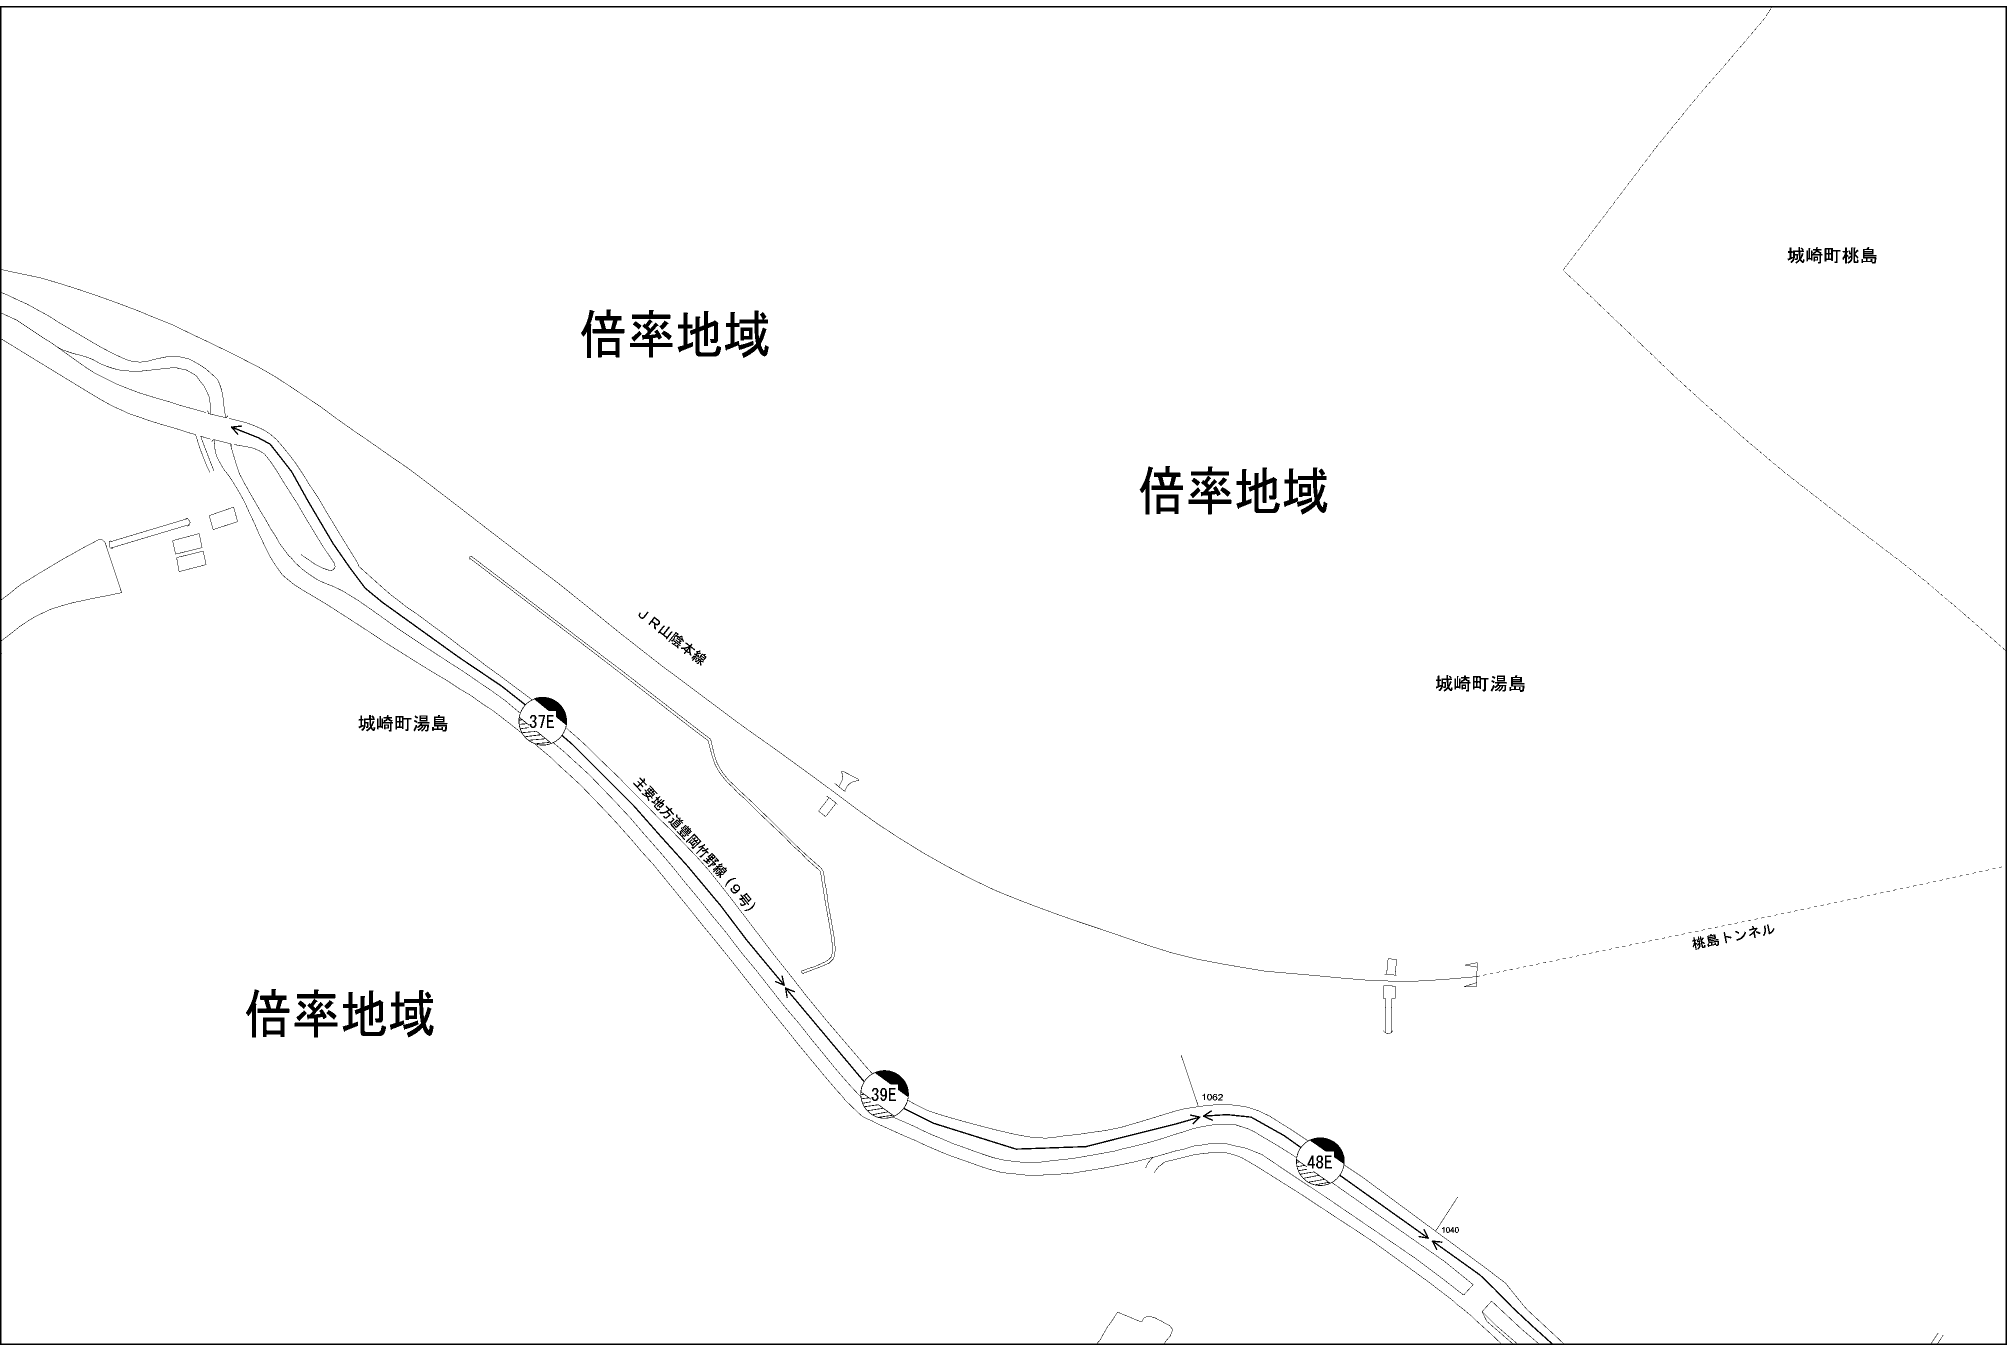 城崎町桃島
倍率地域
倍率地域
ＪＲ山陰本線
城崎町湯島
37E
城崎町湯島
主要地方道豊岡竹野線（９号）
桃島トンネル
倍率地域
39E
1062
48E
1040